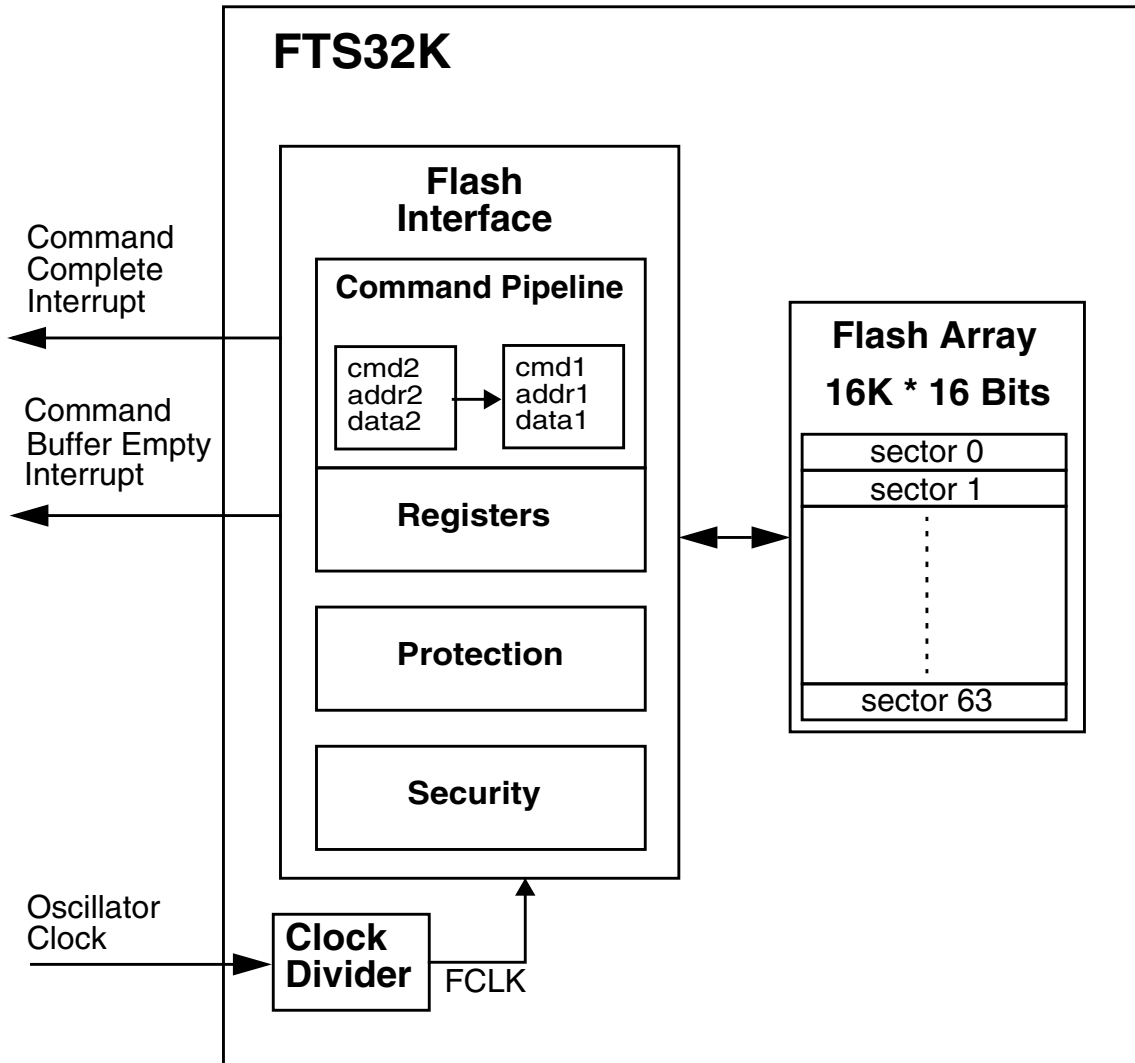 FTS32K
Flash
Interface
Command
Complete
Interrupt
Command Pipeline
cmd2
addr2
data2
cmd1
addr1
data1
Command
Buffer Empty
Interrupt
Registers
Protection
Security
Flash Array
16K * 16 Bits
sector 0
sector 1
sector 63
Oscillator
Clock
Clock
Divider
FCLK